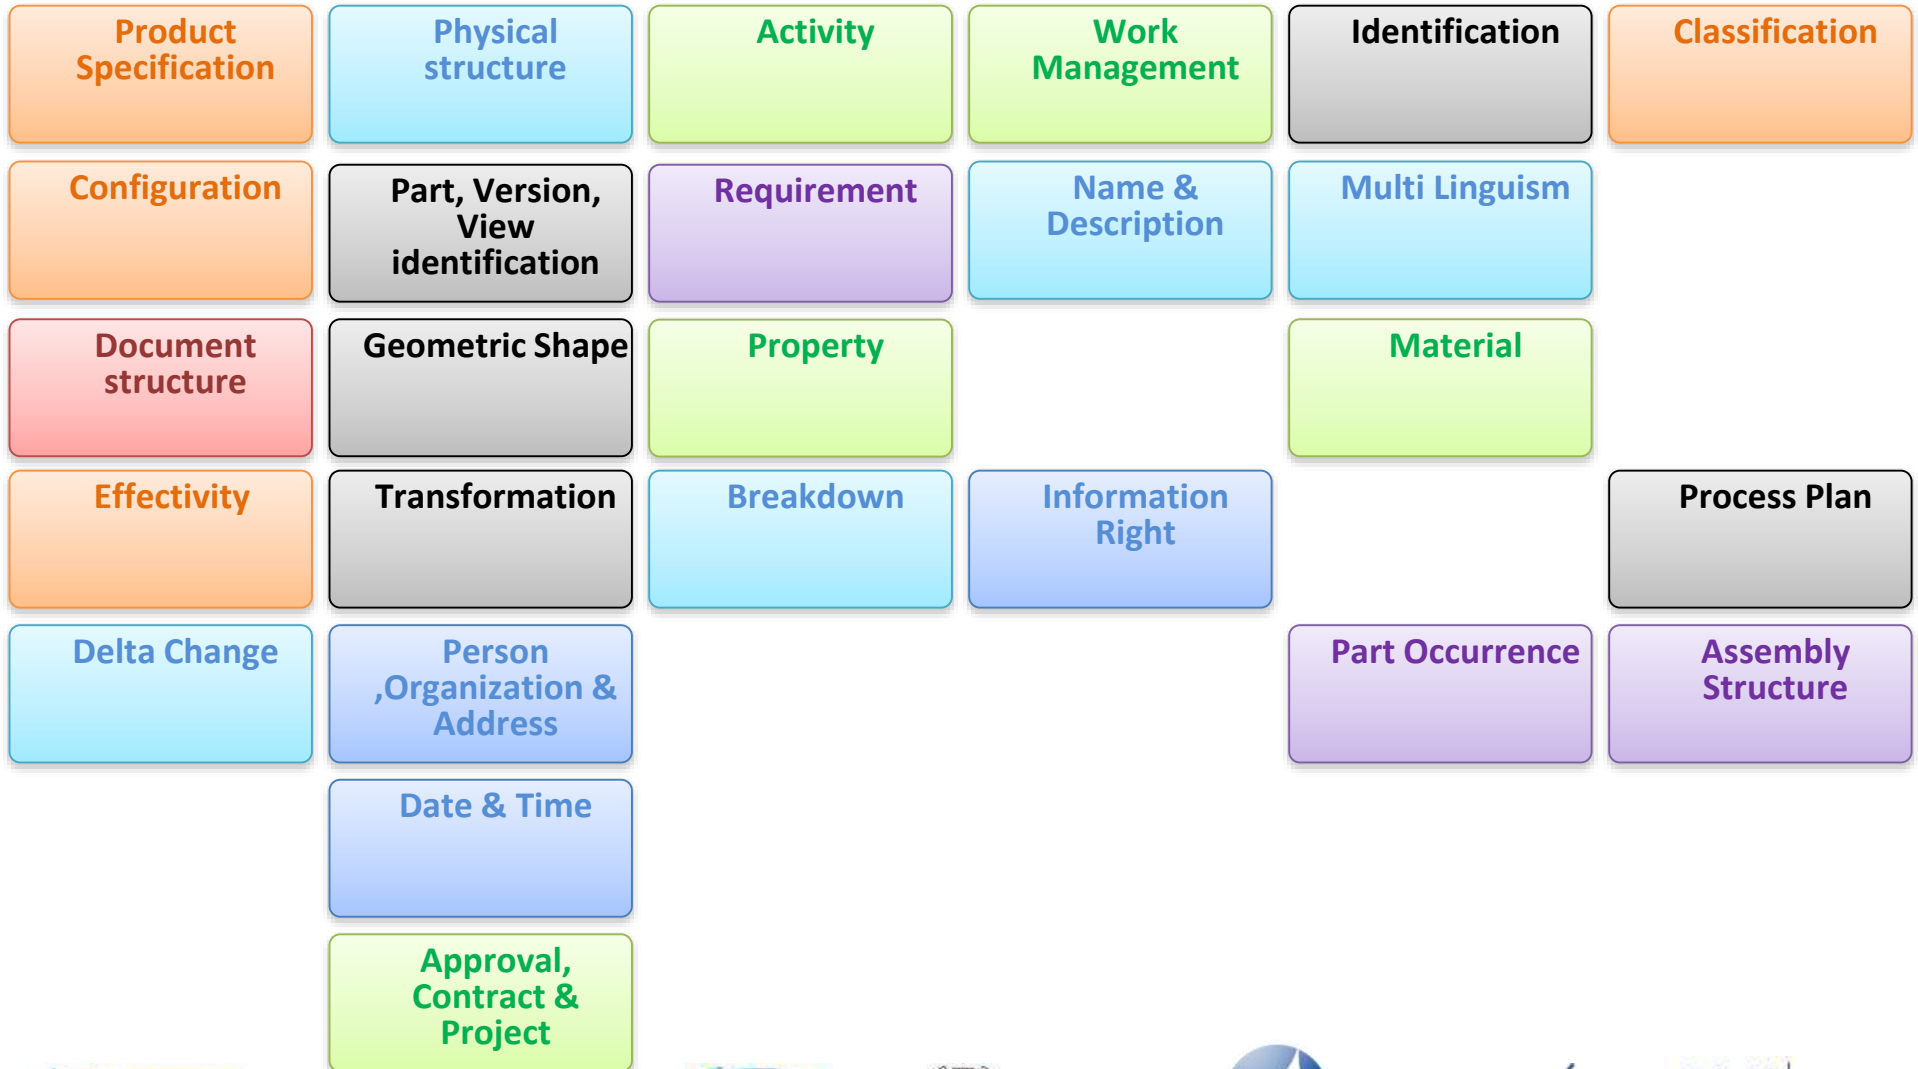 Product
Specification
Physical
structure
Activity
Work
Management
Identification
Classification
Configuration
Part, Version,
View
identification
Requirement
Name &
Description
Multi Linguism
Document
structure
Geometric Shape
Property
Material
Effectivity
Transformation
Breakdown
Information
Right
Process Plan
Delta Change
Person
,Organization &
Address
Part Occurrence
Assembly
Structure
Date & Time
Approval,
Contract &
Project